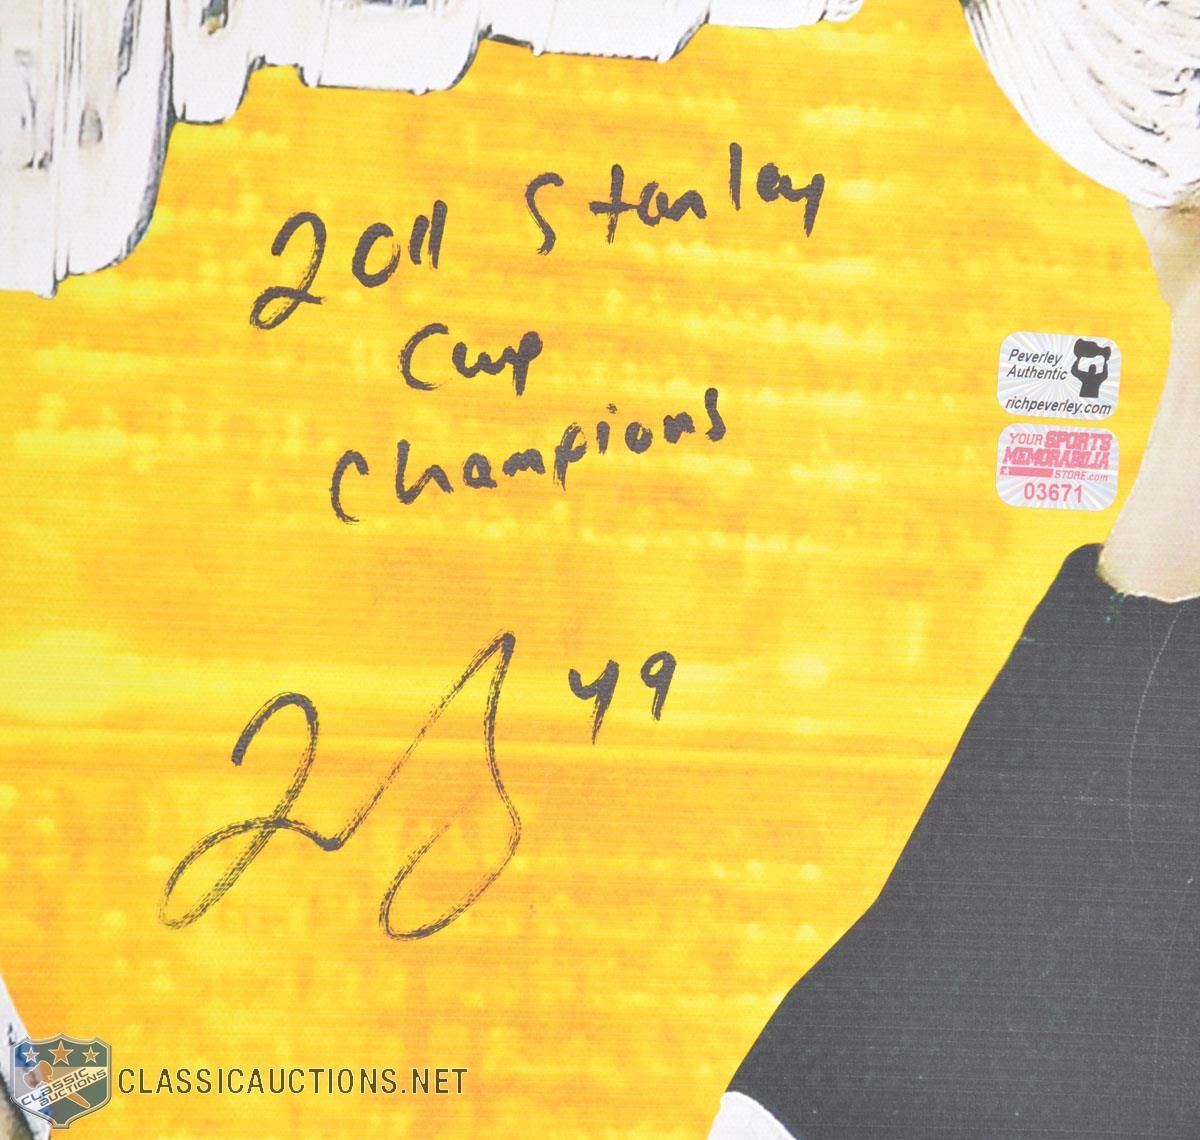 2011 Stanley
Cup
Champions
49
Peverley
Authentic
richpeverley.com
YOUR SPORTS
MEMORABILIA
STORE.com
03671
CLASSIC
AUCTIONS
CLASSICAUCTIONS.NET